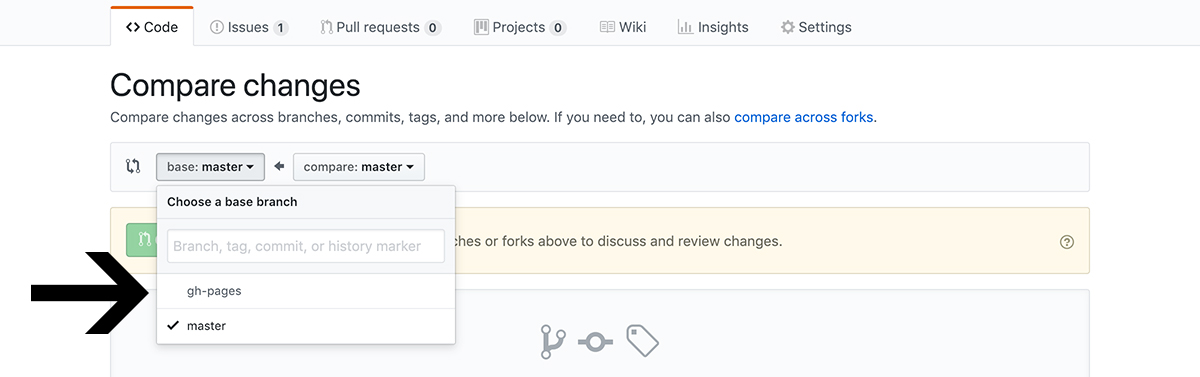 Code Issues 1 Pull requests 0 Projects 0 Wiki Insights Settings
Compare changes
Compare changes across branches, commits, tags, and more below. If you need to, you can also compare across forks.
base: master compare: master
Choose a base branch
Branch, tag, commit, or history marker
ches or forks above to discuss and review changes.
gh-pages
master